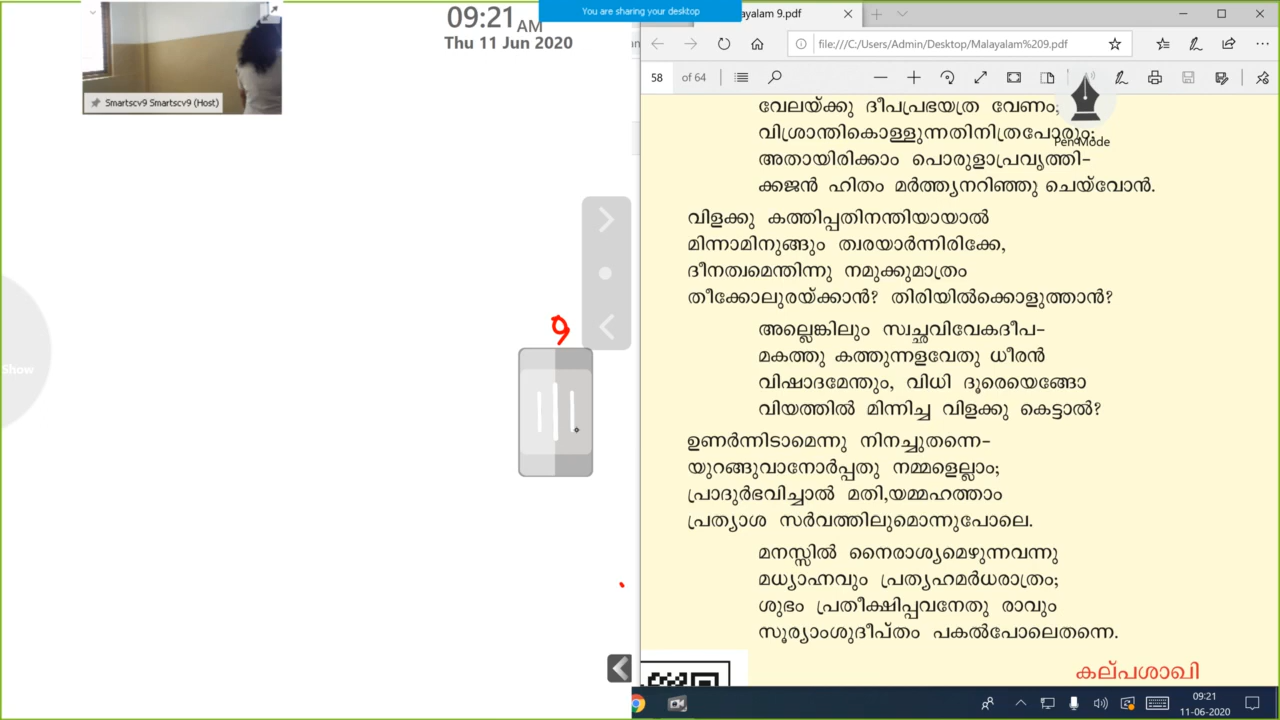 09:21 AM
Thu 11 Jun 2020
Smartscv9 Smartscv9 (Host)
Show
9
You are sharing your desktop
ayalam 9.pdf
file:///C:/Users/Admin/Desktop/Malayalam%209.pdf
58 of 64
Pen Mode
വേലയ്ക്കു ദീപപ്രഭയത്ര വേണം;
വിശ്രാന്തികൊള്ളുന്നതിനിത്രപോരും;
അതായിരിക്കാം പൊരുളാപ്രവൃത്തി-
ക്കജൻ ഹിതം മർത്ത്യനറിഞ്ഞു ചെയ്‌വോൻ.
വിളക്കു കത്തിപ്പതിനന്തിയായാൽ
മിന്നാമിനുങ്ങും ത്വരയാർന്നിരിക്കേ,
ദീനത്വമെന്തിന്നു നമുക്കുമാത്രം
തീക്കോലുരയ്ക്കാൻ? തിരിയിൽക്കൊളുത്താൻ?
അല്ലെങ്കിലും സ്വച്ഛവിവേകദീപ-
മകത്തു കത്തുന്നളവേതു ധീരൻ
വിഷാദമേന്തും, വിധി ദൂരെയെങ്ങോ
വിയത്തിൽ മിന്നിച്ച വിളക്കു കെട്ടാൽ?
ഉണർന്നിടാമെന്നു നിനച്ചുതന്നെ-
യുറങ്ങുവാനോർപ്പതു നമ്മളെല്ലാം;
പ്രാദുർഭവിച്ചാൽ മതി,യമ്മഹത്താം
പ്രത്യാശ സർവത്തിലുമൊന്നുപോലെ.
മനസ്സിൽ നൈരാശ്യമെഴുന്നവന്നു
മധ്യാഹ്നവും പ്രത്യഹമർധരാത്രം;
ശുഭം പ്രതീക്ഷിപ്പവനേതു രാവും
സൂര്യാംശുദീപ്തം പകൽപോലെതന്നെ.
കല്പശാഖി
09:21
11-06-2020